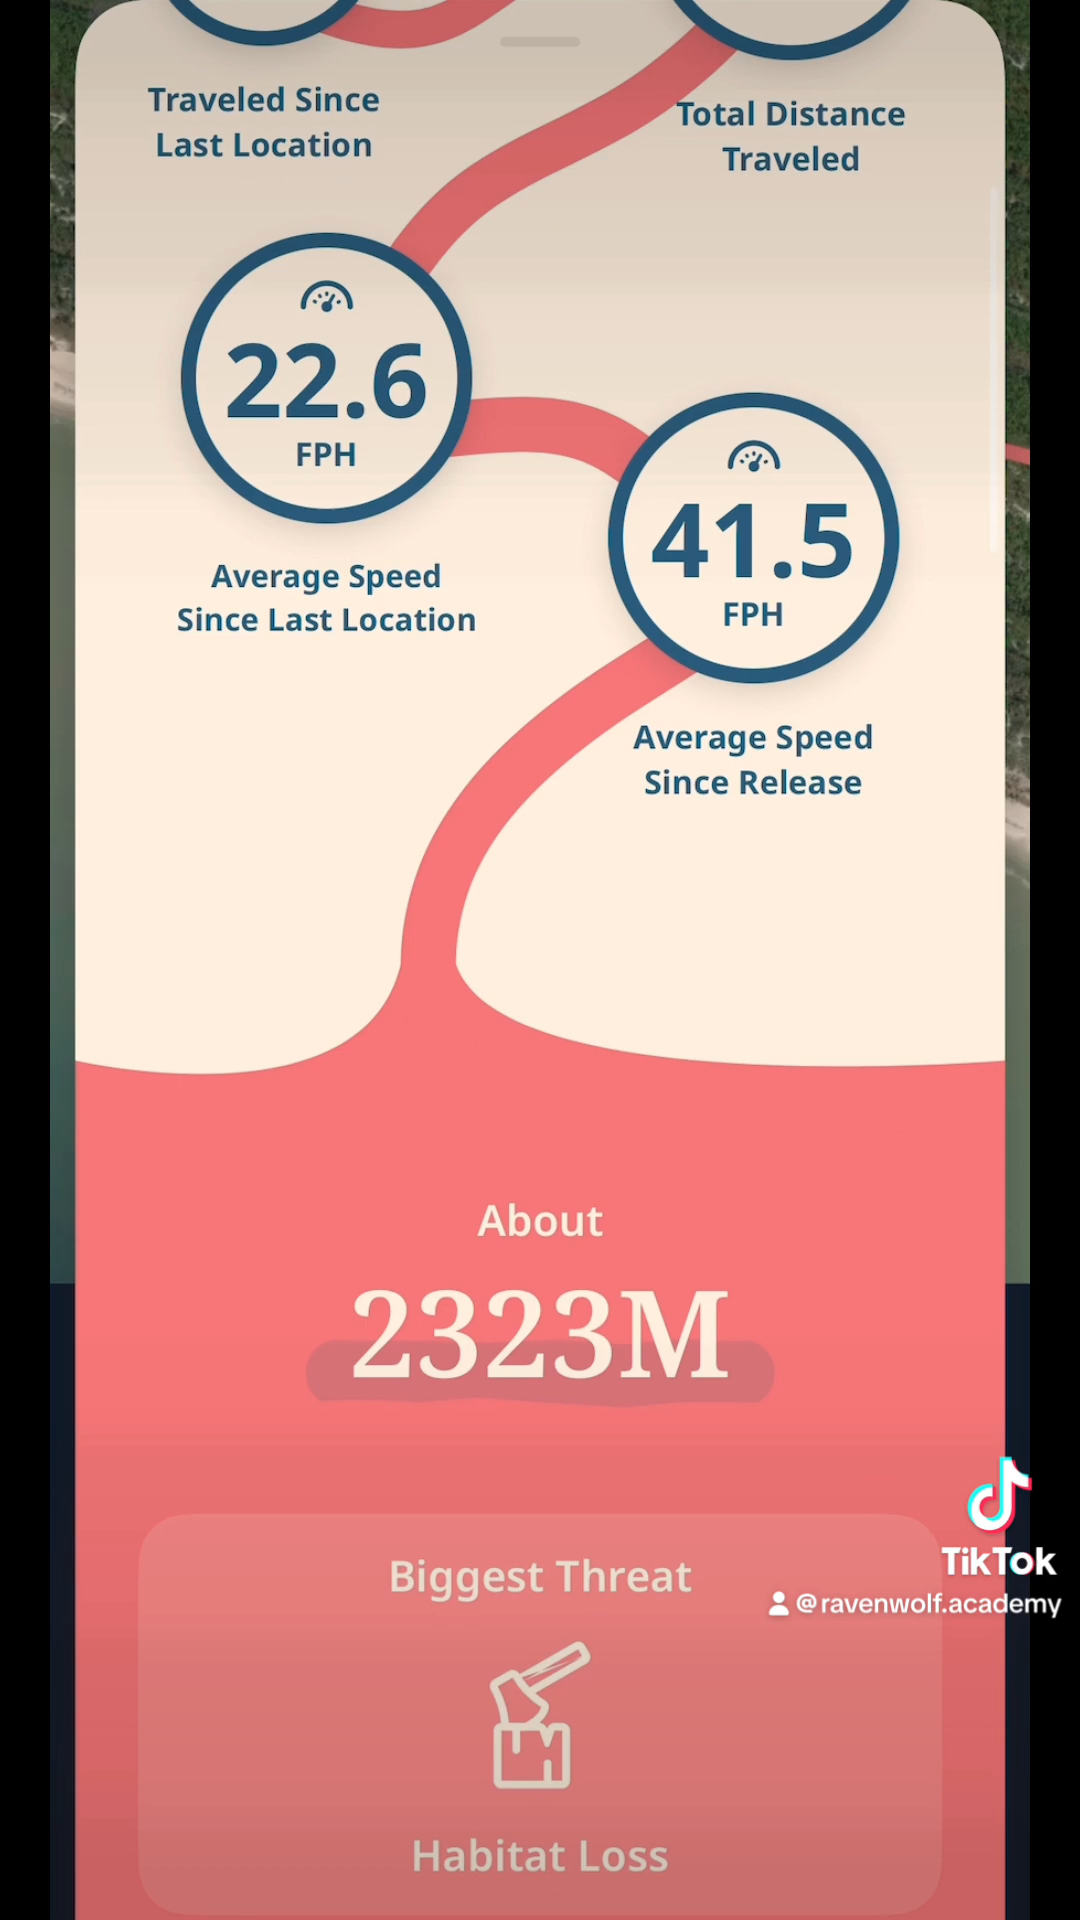 Traveled Since
Last Location
Total Distance
Traveled
22.6
FPH
Average Speed
Since Last Location
41.5
FPH
Average Speed
Since Release
About
2323M
Biggest Threat
Habitat Loss
TikTok
@ravenwolf.academy